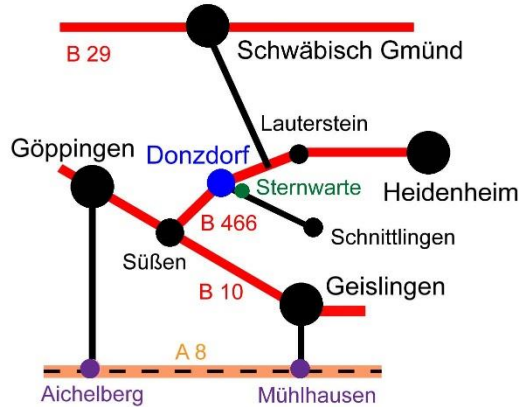 B 29
Schwäbisch Gmünd
Lauterstein
Göppingen
Donzdorf
Sternwarte
Heidenheim
B 466
Schnittlingen
Süßen
B 10
Geislingen
A 8
Aichelberg
Mühlhausen